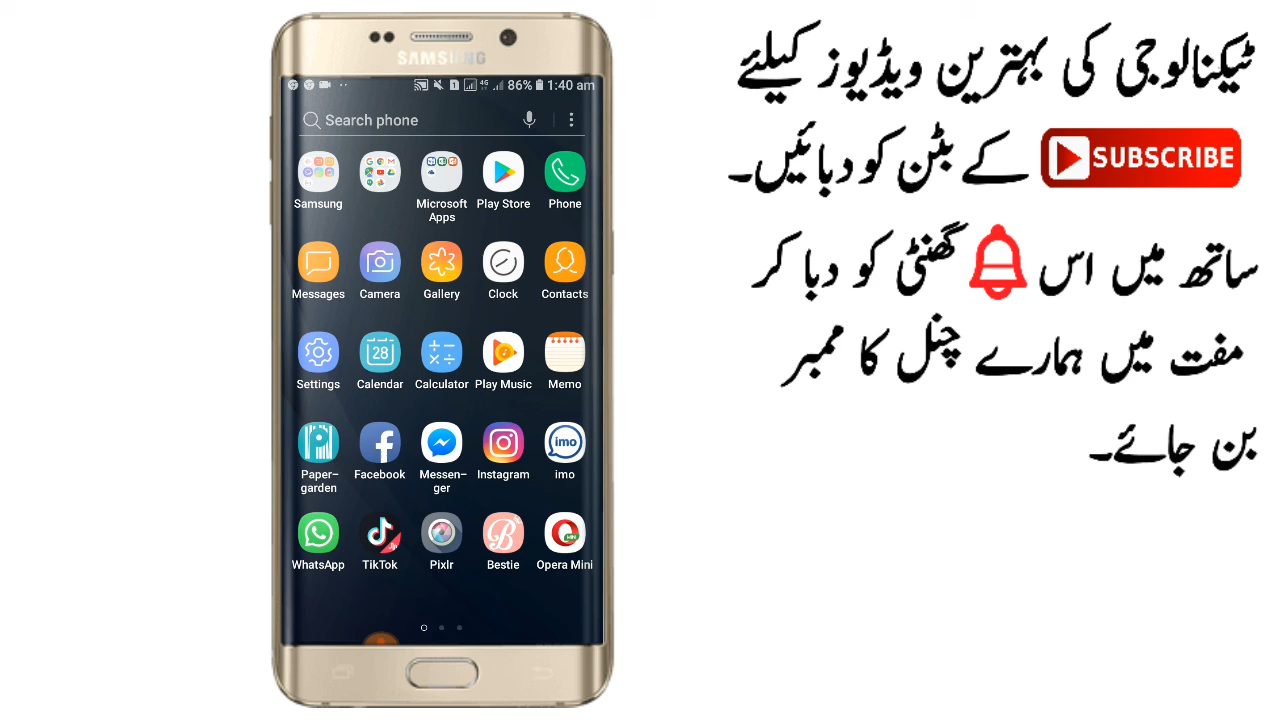 SAMSUNG
4G 86% 1:40 am
Search phone
Samsung
Microsoft Apps
Play Store
Phone
Messages
Camera
Gallery
Clock
Contacts
Settings
28
Calendar
Calculator
Play Music
Memo
Paper-
garden
Facebook
Messen-
ger
Instagram
imo
imo
WhatsApp
TikTok
Pixlr
B
Bestie
Opera Mini
ٹیکنالوجی کی بہترین ویڈیوز کیلئے
SUBSCRIBE کے بٹن کو دبائیں۔
ساتھ میں اس گھنٹی کو دبا کر
مفت میں ہمارے چنل کا ممبر
بن جائے۔